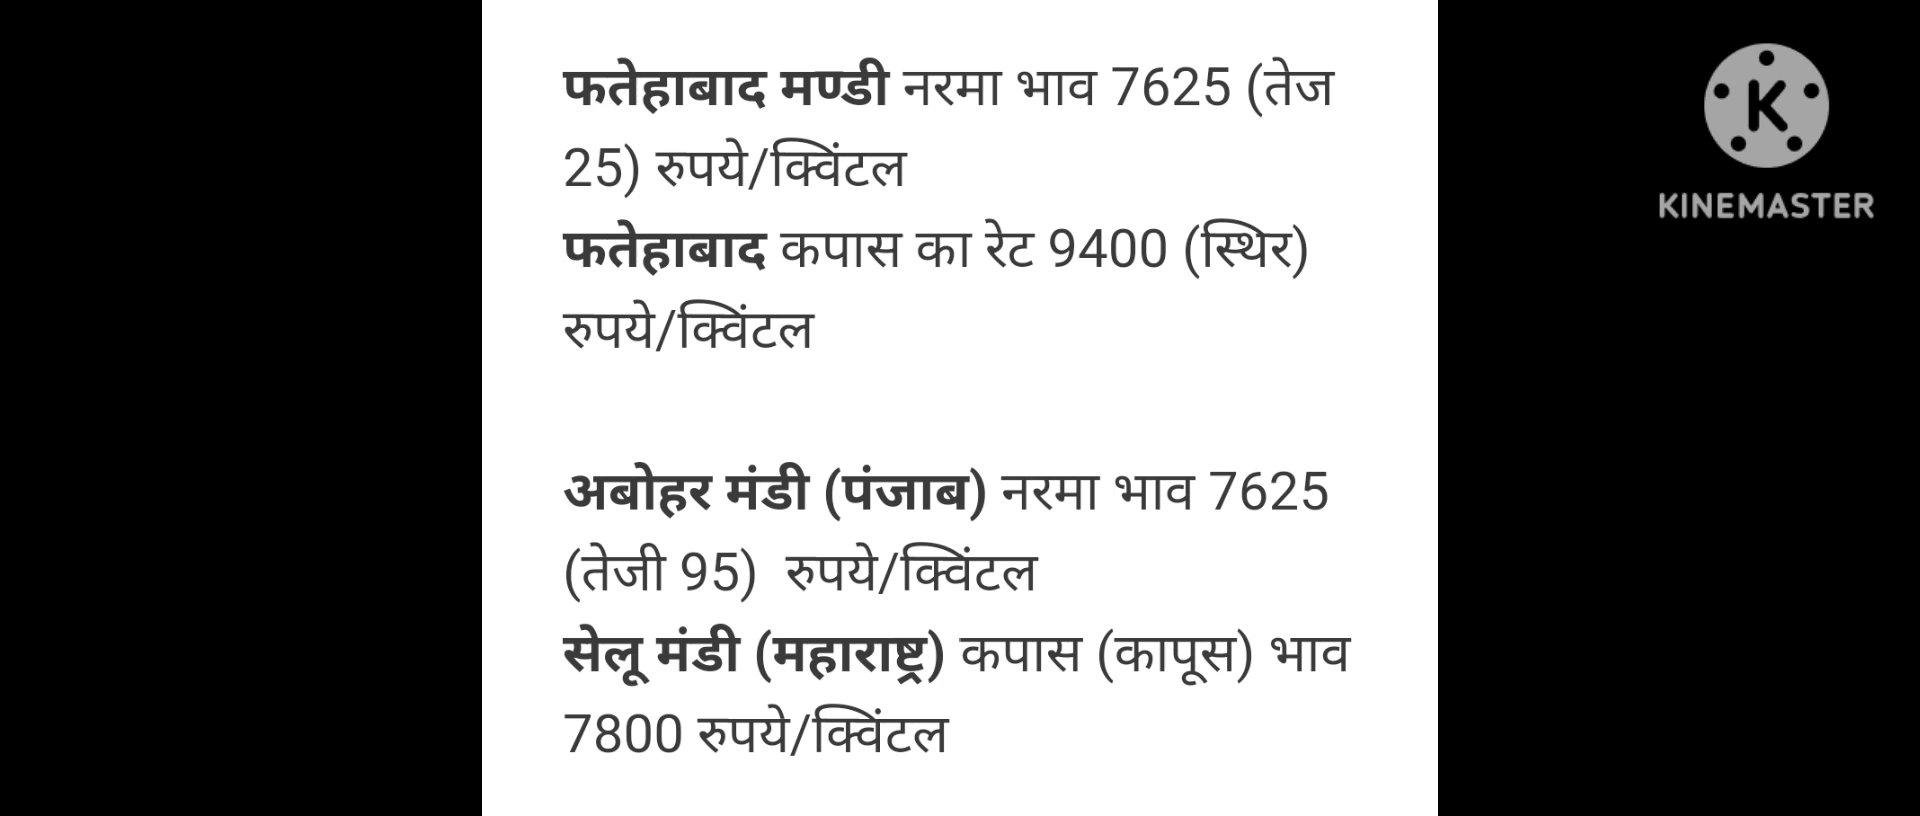 फतेहाबाद मण्डी नरमा भाव 7625 (तेज
25) रुपये/क्विंटल
फतेहाबाद कपास का रेट 9400 (स्थिर)
रुपये/क्विंटल
अबोहर मंडी (पंजाब) नरमा भाव 7625
(तेजी 95) रुपये/क्विंटल
सेलू मंडी (महाराष्ट्र) कपास (कापूस) भाव
7800 रुपये/क्विंटल
K
KINEMASTER